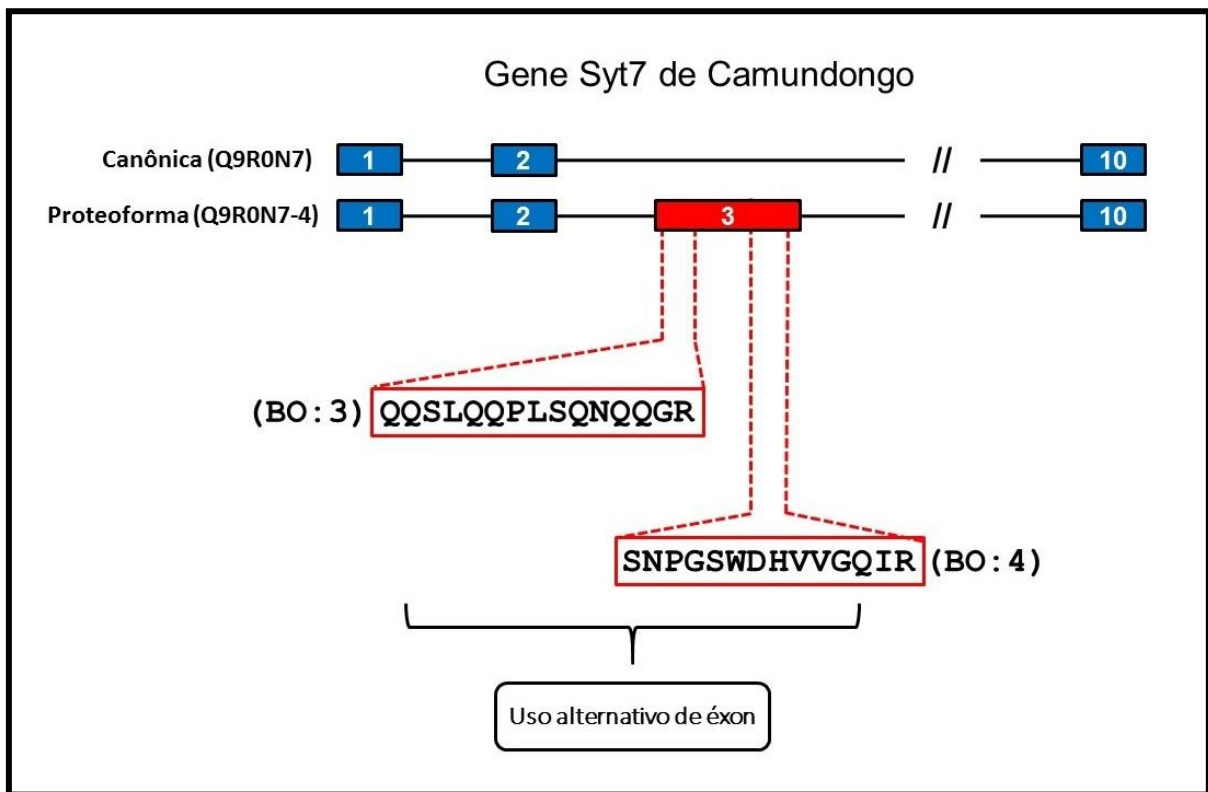 Gene Syt7 de Camundongo
Canônica (Q9R0N7) 1 2 // 10
Proteoforma (Q9R0N7-4) 1 2 3 // 10
(BO:3) QQSLQQPLSQNQQGR
SNPGSWDHVVGQIR (BO:4)
Uso alternativo de éxon